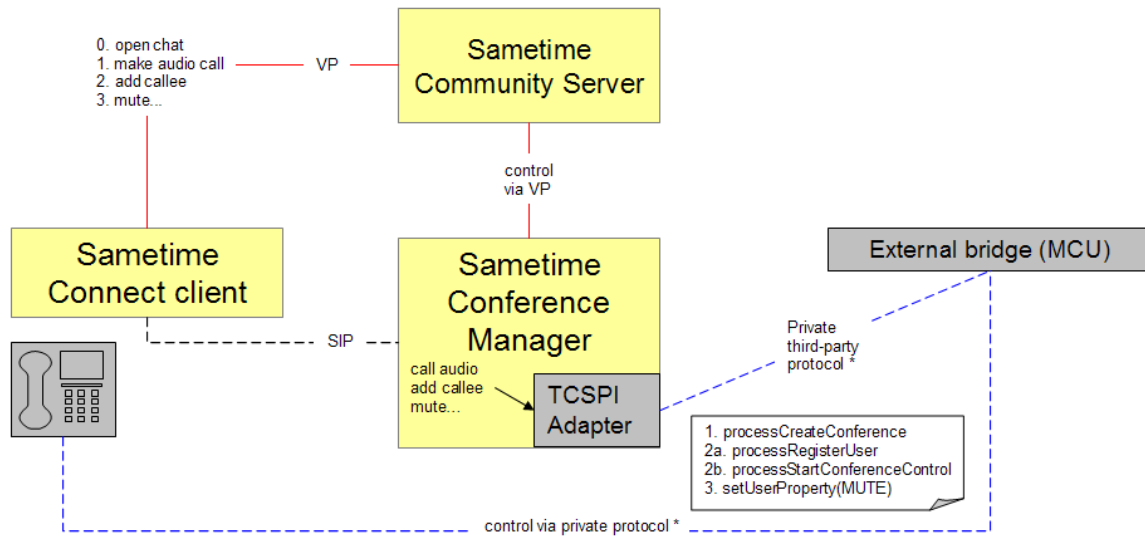 0. open chat
1. make audio call
2. add callee
3. mute...
VP
Sametime
Community Server
control
via VP
Sametime
Connect client
SIP
Sametime
Conference
Manager
call audio
add callee
mute...
TCSPI
Adapter
External bridge (MCU)
Private
third-party
protocol *
1. processCreateConference
2a. processRegisterUser
2b. processStartConferenceControl
3. setUserProperty(MUTE)
control via private protocol *